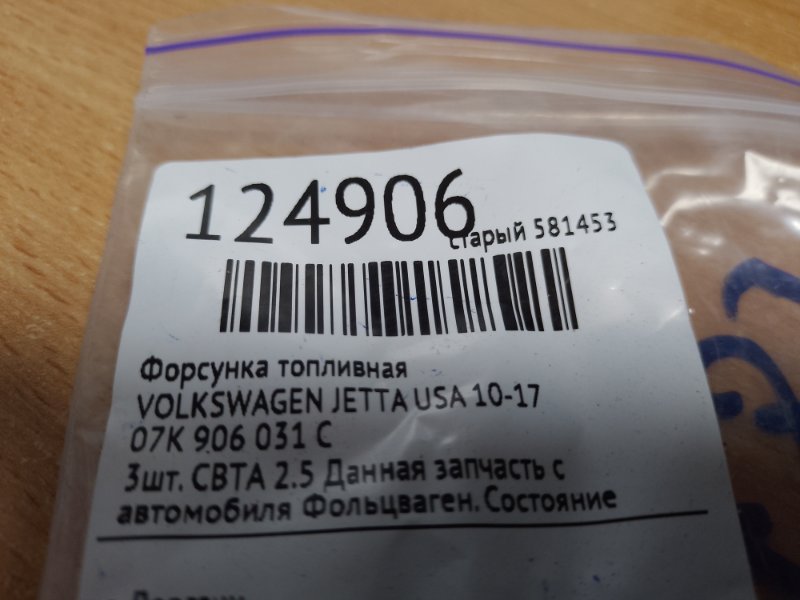 124906
старый 581453
Форсунка топливная
VOLKSWAGEN JETTA USA 10-17
07K 906 031 C
3шт. CBTA 2.5 Данная запчасть с
автомобиля Фольцваген. Состояние